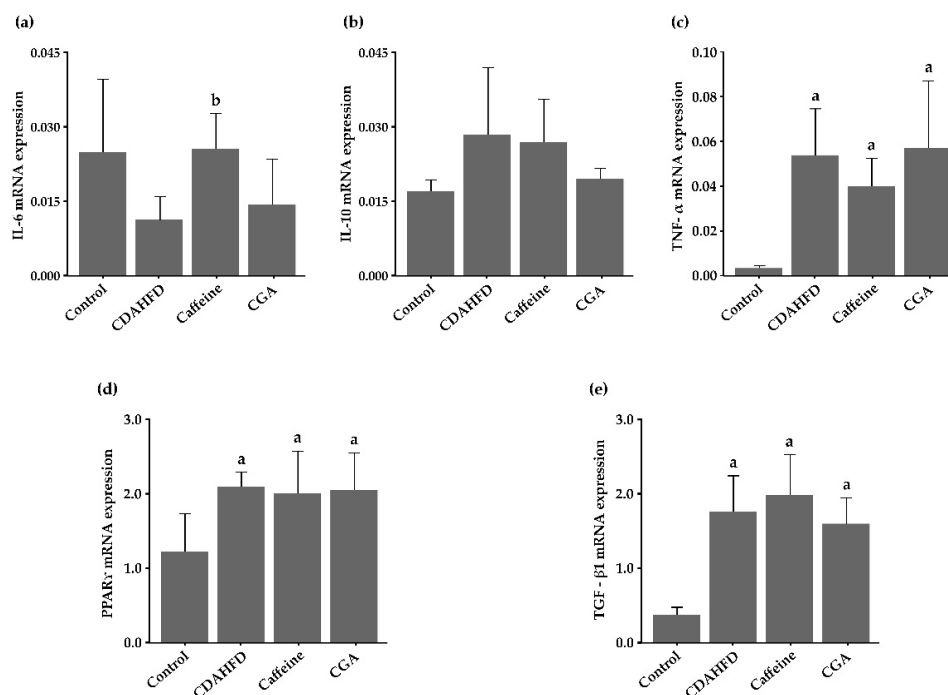 (a)
IL-6 mRNA expression
0.045
0.030
0.015
0.000
b
Control
CDAHFD
Caffeine
CGA
(b)
IL-10 mRNA expression
0.045
0.030
0.015
0.000
Control
CDAHFD
Caffeine
CGA
(c)
TNF- α mRNA expression
0.10
0.08
0.06
0.04
0.02
0.00
a
a
a
Control
CDAHFD
Caffeine
CGA
(d)
PPARγ mRNA expression
3.0
2.0
1.0
0.0
a
a
a
Control
CDAHFD
Caffeine
CGA
(e)
TGF - β1 mRNA expression
3.0
2.0
1.0
0.0
a
a
a
Control
CDAHFD
Caffeine
CGA